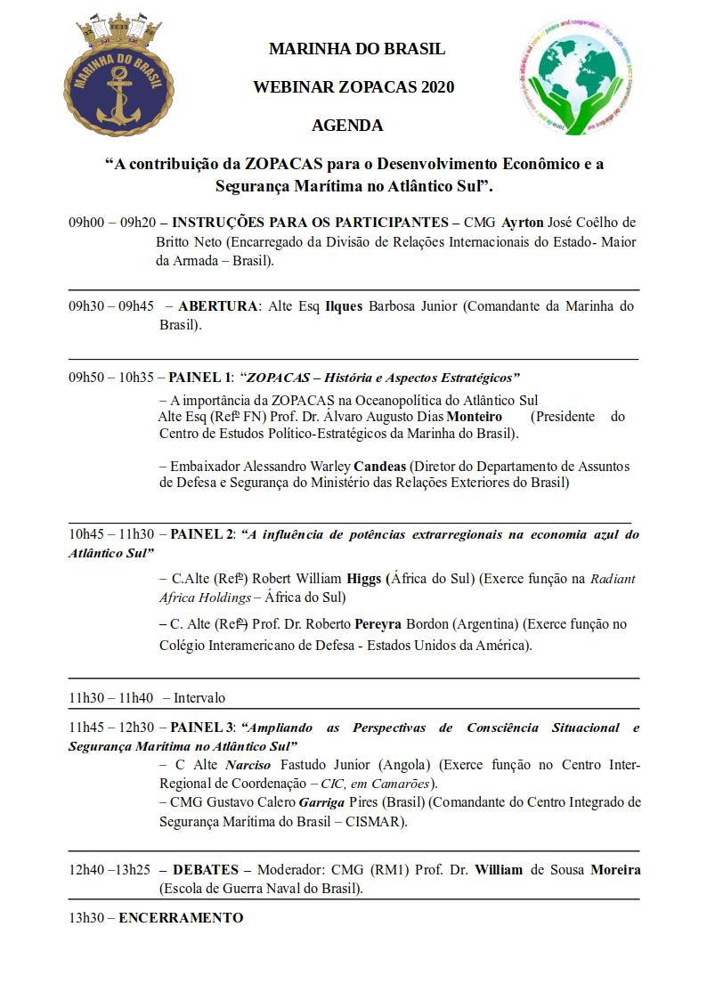 MARINHA DO BRASIL
MARINHA DO BRASIL
WEBINAR ZOPACAS 2020
AGENDA
“A contribuição da ZOPACAS para o Desenvolvimento Econômico e a
Segurança Marítima no Atlântico Sul”.
09h00 – 09h20 – INSTRUÇÕES PARA OS PARTICIPANTES – CMG Ayrton José Coêlho de
Britto Neto (Encarregado da Divisão de Relações Internacionais do Estado- Maior
da Armada – Brasil).
09h30 – 09h45 – ABERTURA: Alte Esq Ilques Barbosa Junior (Comandante da Marinha do
Brasil).
09h50 – 10h35 – PAINEL 1: “ZOPACAS – História e Aspectos Estratégicos”
– A importância da ZOPACAS na Oceanopolítica do Atlântico Sul
Alte Esq (Refº FN) Prof. Dr. Álvaro Augusto Dias Monteiro (Presidente do
Centro de Estudos Político-Estratégicos da Marinha do Brasil).
– Embaixador Alessandro Warley Candeas (Diretor do Departamento de Assuntos
de Defesa e Segurança do Ministério das Relações Exteriores do Brasil)
10h45 – 11h30 – PAINEL 2: “A influência de potências extrarregionais na economia azul do
Atlântico Sul”
– C.Alte (Refº) Robert William Higgs (África do Sul) (Exerce função na Radiant
Africa Holdings – África do Sul)
– C. Alte (Refº) Prof. Dr. Roberto Pereyra Bordon (Argentina) (Exerce função no
Colégio Interamericano de Defesa - Estados Unidos da América).
11h30 – 11h40 – Intervalo
11h45 – 12h30 – PAINEL 3: “Ampliando as Perspectivas de Consciência Situacional e
Segurança Marítima no Atlântico Sul”
– C Alte Narciso Fastudo Junior (Angola) (Exerce função no Centro Inter-
Regional de Coordenação – CIC, em Camarões).
– CMG Gustavo Calero Garriga Pires (Brasil) (Comandante do Centro Integrado de
Segurança Marítima do Brasil – CISMAR).
12h40 –13h25 – DEBATES – Moderador: CMG (RM1) Prof. Dr. William de Sousa Moreira
(Escola de Guerra Naval do Brasil).
13h30 – ENCERRAMENTO